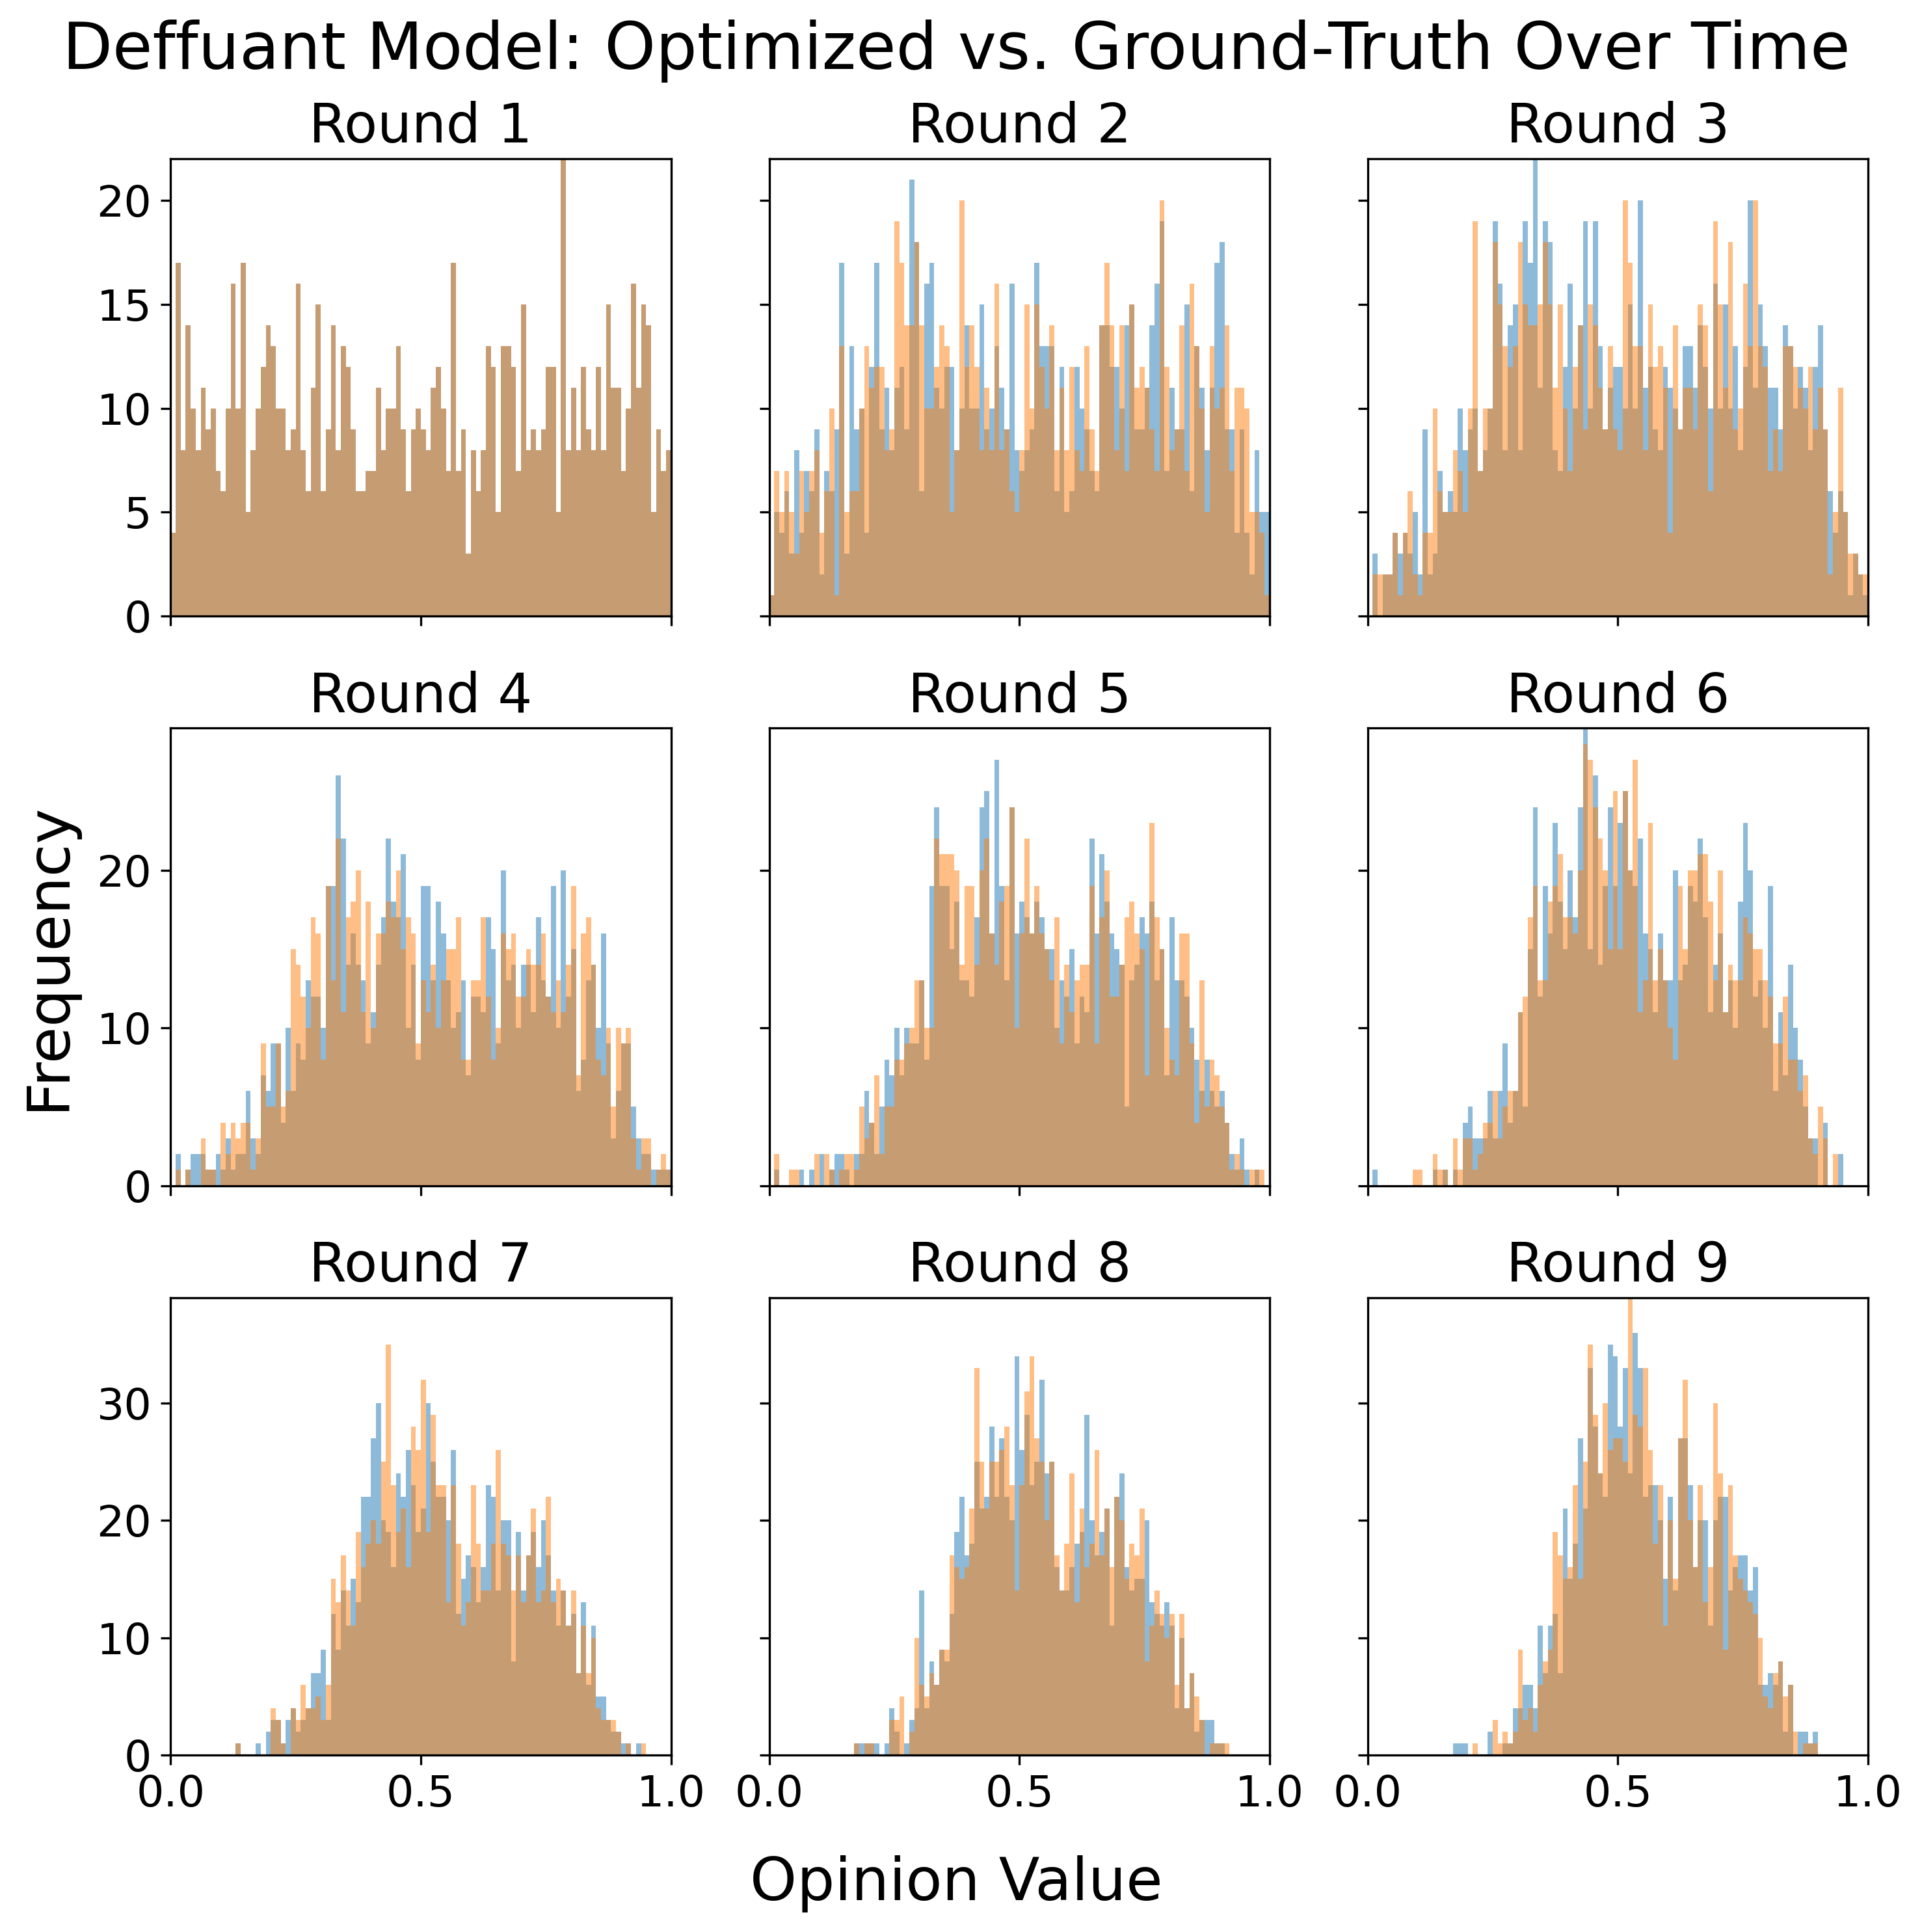 Deffuant Model: Optimized vs. Ground-Truth Over Time
Round 1
Round 2
Round 3
20
15
10
5
0
Round 4
Round 5
Round 6
Frequency
20
10
0
Round 7
Round 8
Round 9
30
20
10
0
0.0 0.5 1.0 0.0 0.5 1.0 0.0 0.5 1.0
Opinion Value